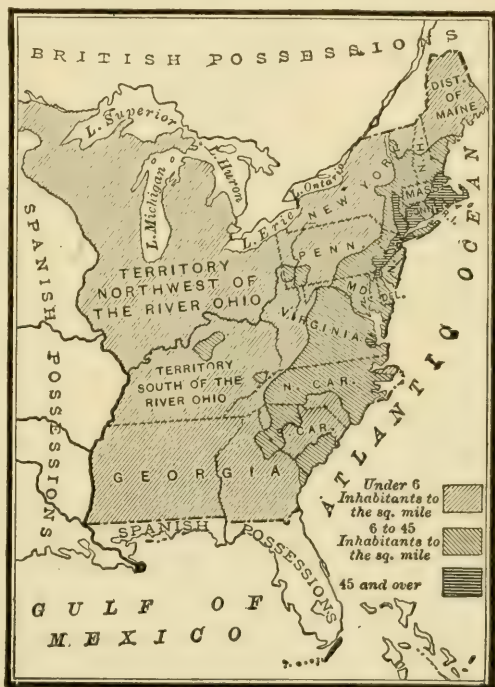 BRITISH POSSESSIONS
DIST. OF MAINE
L. Superior
L. Huron
L. Michigan
L. Ontario
L. Erie
NEW YORK
N.H.
MAS
CONN.
R.I.
PENN.
N.J.
MD.
DEL.
TERRITORY
NORTHWEST OF
THE RIVER OHIO
VIRGINIA
TERRITORY
SOUTH OF THE
RIVER OHIO
N. CAR.
CAR.
GEORGIA
SPANISH POSSESSIONS
SPANISH POSSESSIONS
ATLANTIC OCEAN
GULF OF
MEXICO
Under 6
Inhabitants to
the sq. mile
6 to 45
Inhabitants to
the sq. mile
45 and over